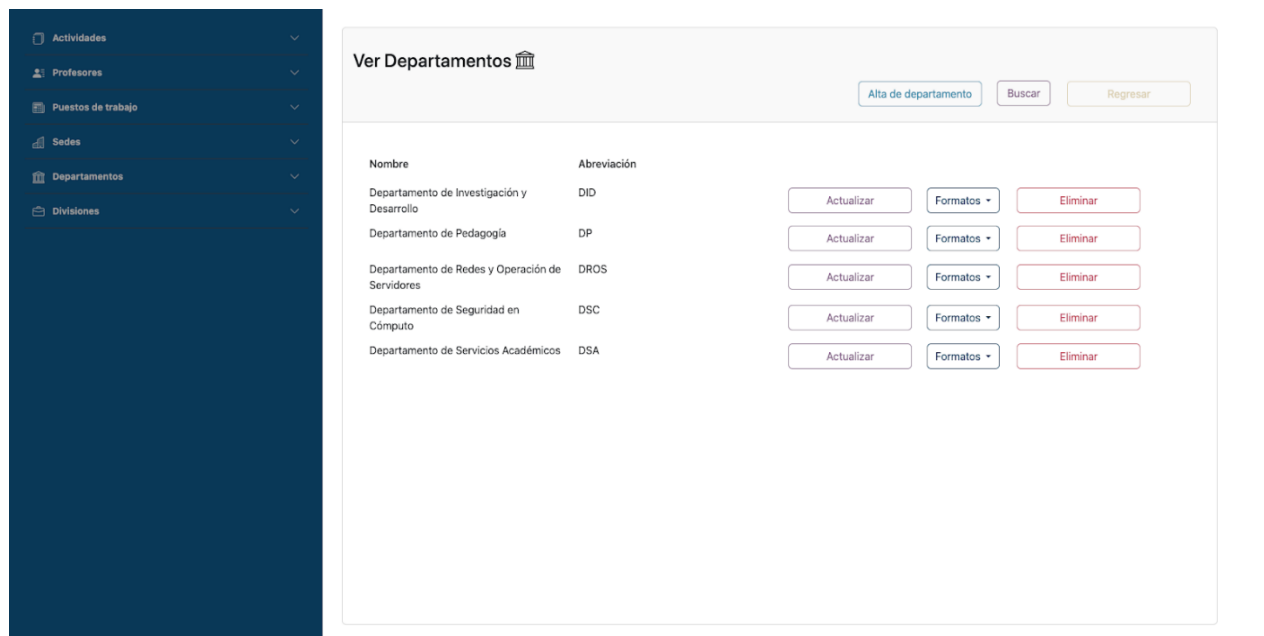 Actividades
Profesores
Puestos de trabajo
Sedes
Departamentos
Divisiones
Ver Departamentos
Alta de departamento Buscar Regresar
Nombre Abreviación
Departamento de Investigación y
Desarrollo
DID Actualizar Formatos Eliminar
Departamento de Pedagogía DP Actualizar Formatos Eliminar
Departamento de Redes y Operación de
Servidores
DROS Actualizar Formatos Eliminar
Departamento de Seguridad en
Cómputo
DSC Actualizar Formatos Eliminar
Departamento de Servicios Académicos DSA Actualizar Formatos Eliminar